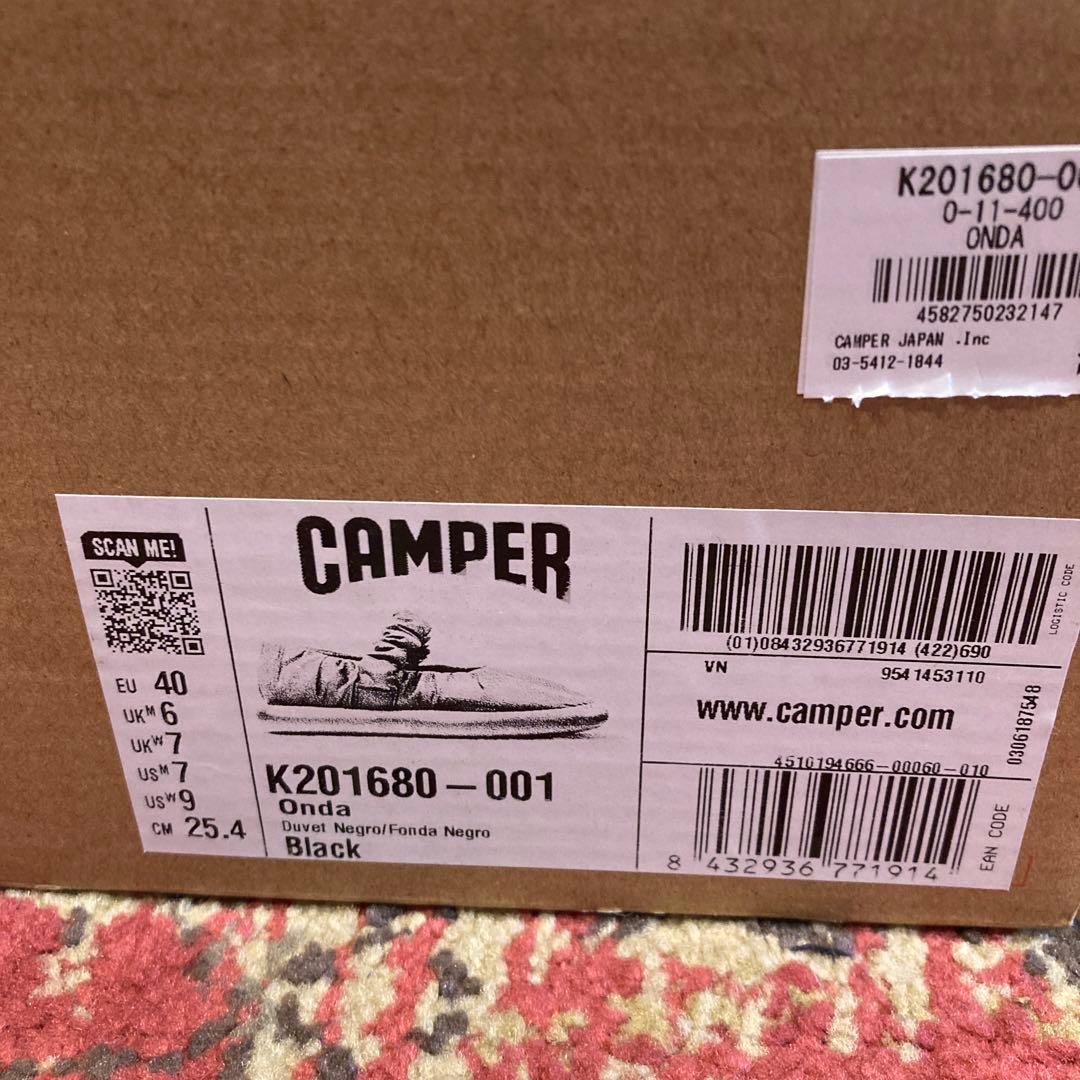 K201680-0
0-11-400
ONDA
4582750232147
CAMPER JAPAN .Inc
03-5412-1844
SCAN ME!
EU 40
UKM 6
UKW 7
USM 7
USW 9
CM 25.4
CAMPER
K201680-001
Onda
Duvet Negro/Fonda Negro
Black
(01)08432936771914 (422)690
LOGISTIC CODE
VN 9541453110
www.camper.com
0306187548
4510194666-00060-010
8 432936 771914
EAN CODE